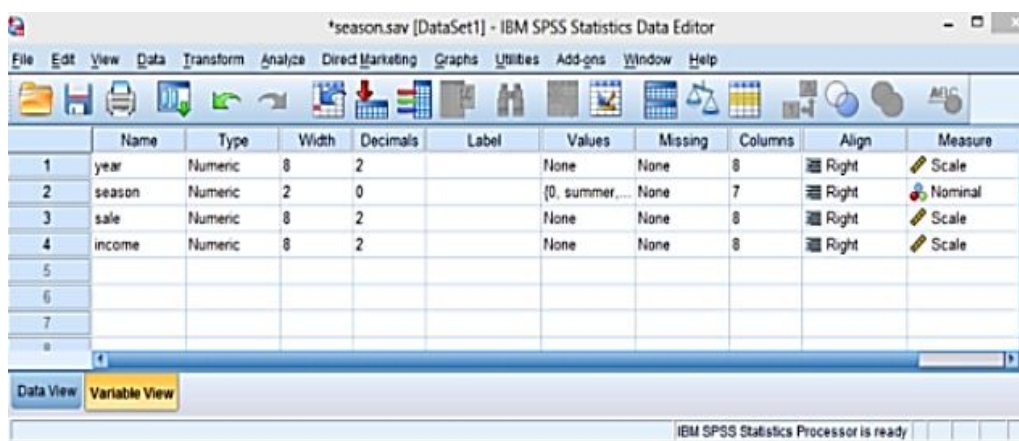 *season.sav [DataSet1] - IBM SPSS Statistics Data Editor
File Edit View Data Transform Analyze Direct Marketing Graphs Utilities Add-ons Window Help
Name Type Width Decimals Label Values Missing Columns Align Measure
1 year Numeric 8 2 None None 8 Right Scale
2 season Numeric 2 0 {0, summer,... None 7 Right Nominal
3 sale Numeric 8 2 None None 8 Right Scale
4 income Numeric 8 2 None None 8 Right Scale
5
6
7
Data View Variable View
IBM SPSS Statistics Processor is ready